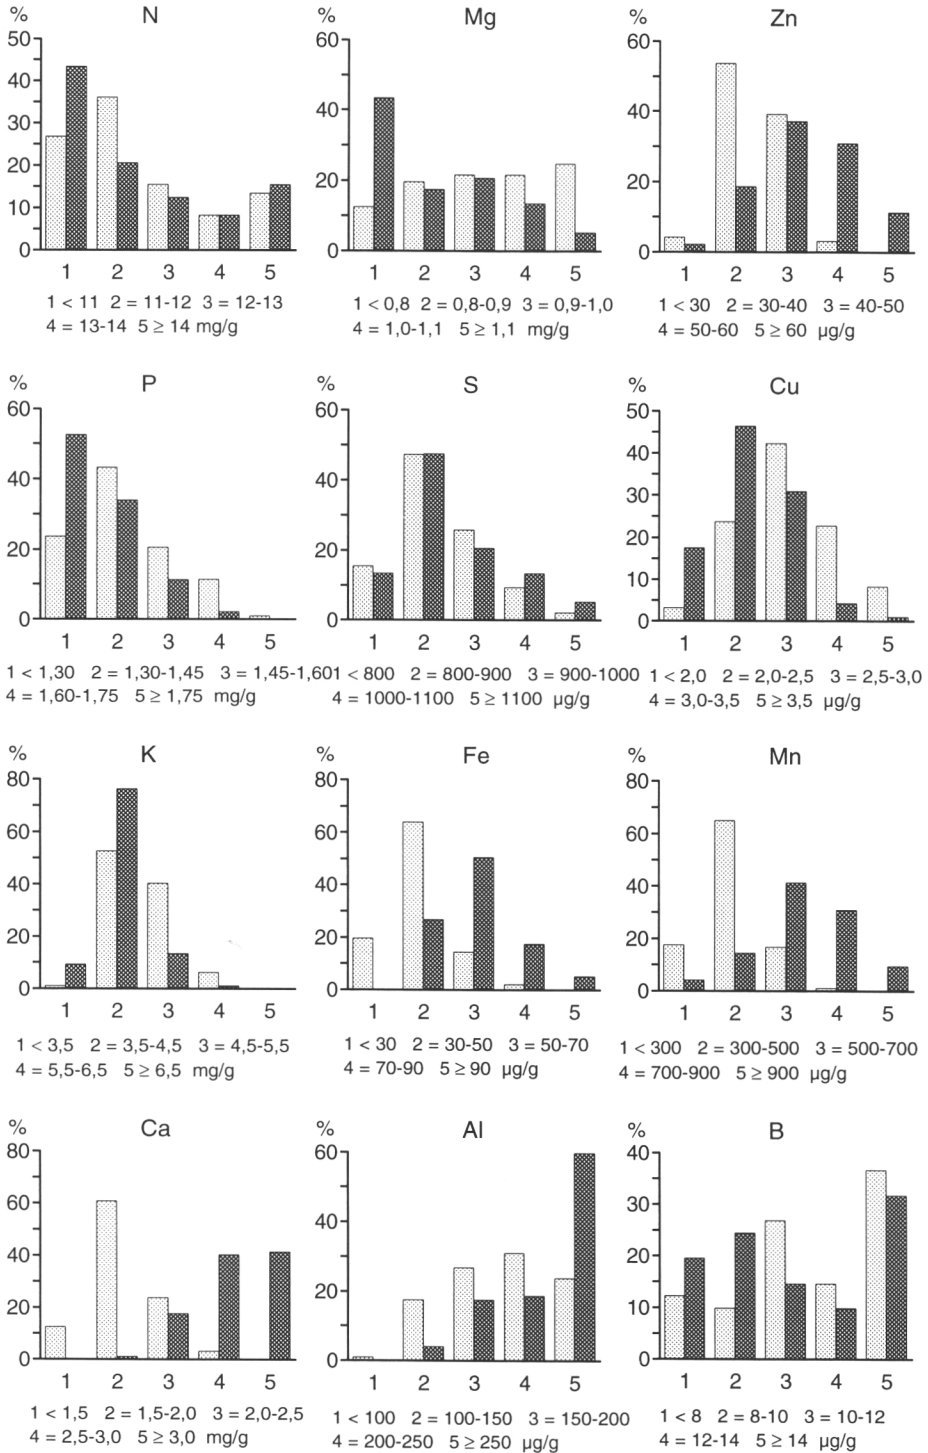 % N
50
40
30
20
10
0
1 2 3 4 5
1 < 11 2 = 11-12 3 = 12-13
4 = 13-14 5 ≥ 14 mg/g
% Mg
60
40
20
0
1 2 3 4 5
1 < 0,8 2 = 0,8-0,9 3 = 0,9-1,0
4 = 1,0-1,1 5 ≥ 1,1 mg/g
% Zn
60
40
20
0
1 2 3 4 5
1 < 30 2 = 30-40 3 = 40-50
4 = 50-60 5 ≥ 60 µg/g
% P
60
40
20
0
1 2 3 4 5
1 < 1,30 2 = 1,30-1,45 3 = 1,45-1,60
4 = 1,60-1,75 5 ≥ 1,75 mg/g
% S
60
40
20
0
1 2 3 4 5
1 < 800 2 = 800-900 3 = 900-1000
4 = 1000-1100 5 ≥ 1100 µg/g
% Cu
50
40
30
20
10
0
1 2 3 4 5
1 < 2,0 2 = 2,0-2,5 3 = 2,5-3,0
4 = 3,0-3,5 5 ≥ 3,5 µg/g
% K
80
60
40
20
0
1 2 3 4 5
1 < 3,5 2 = 3,5-4,5 3 = 4,5-5,5
4 = 5,5-6,5 5 ≥ 6,5 mg/g
% Fe
80
60
40
20
0
1 2 3 4 5
1 < 30 2 = 30-50 3 = 50-70
4 = 70-90 5 ≥ 90 µg/g
% Mn
80
60
40
20
0
1 2 3 4 5
1 < 300 2 = 300-500 3 = 500-700
4 = 700-900 5 ≥ 900 µg/g
% Ca
80
60
40
20
0
1 2 3 4 5
1 < 1,5 2 = 1,5-2,0 3 = 2,0-2,5
4 = 2,5-3,0 5 ≥ 3,0 mg/g
% Al
60
40
20
0
1 2 3 4 5
1 < 100 2 = 100-150 3 = 150-200
4 = 200-250 5 ≥ 250 µg/g
% B
40
30
20
10
0
1 2 3 4 5
1 < 8 2 = 8-10 3 = 10-12
4 = 12-14 5 ≥ 14 µg/g